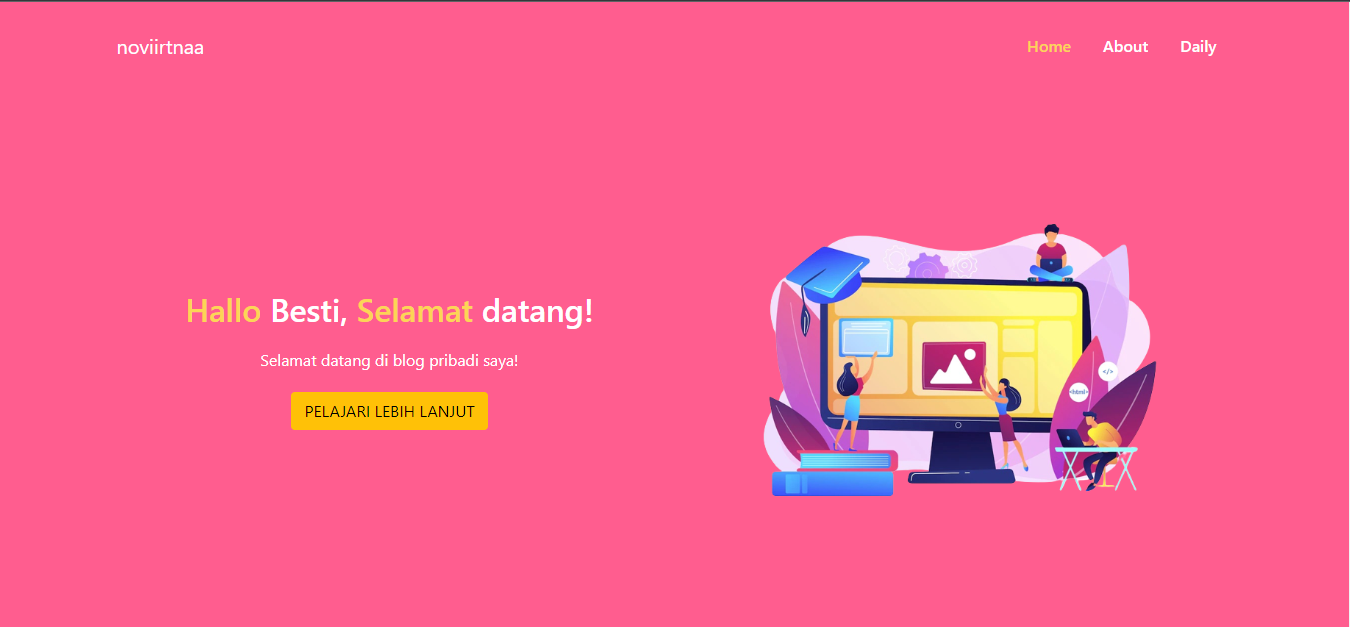 noviirtnaa
Home About Daily
Hallo Besti, Selamat datang!
Selamat datang di blog pribadi saya!
PELAJARI LEBIH LANJUT
</>
<html>